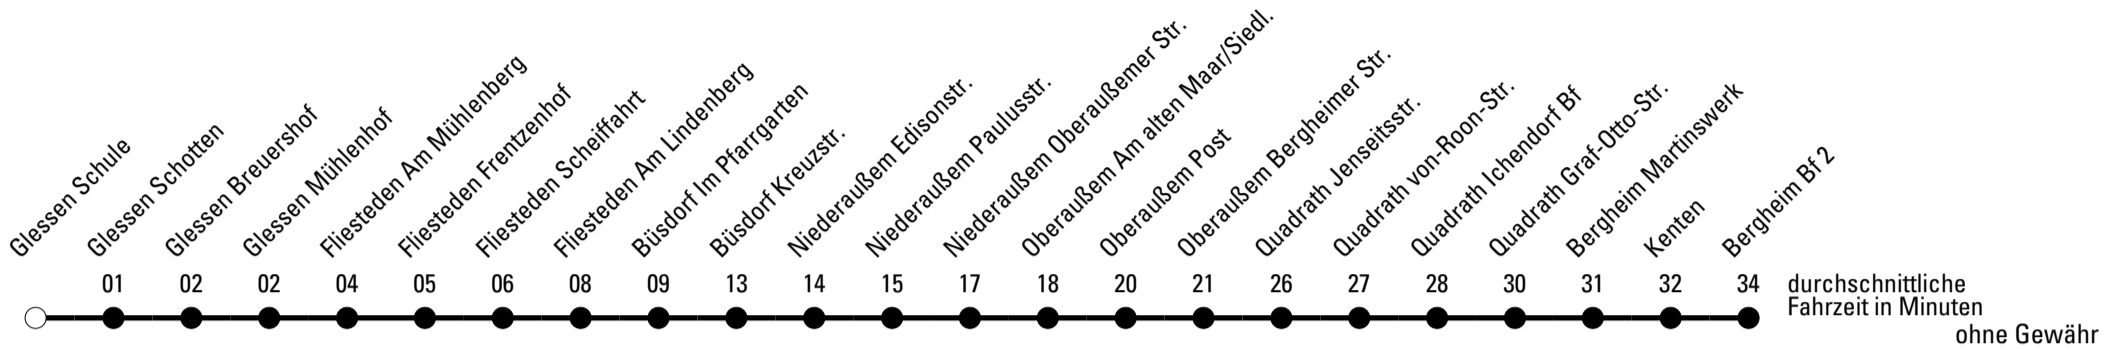 Glessen Schule
Glessen Schotten
Glessen Breuershof
Glessen Mühlenhof
Fliesteden Am Mühlenberg
Fliesteden Frentzenhof
Fliesteden Scheiffahrt
Fliesteden Am Lindenberg
Büsdorf Im Pfarrgarten
Büsdorf Kreuzstr.
Niederaußem Edisonstr.
Niederaußem Paulusstr.
Niederaußem Oberaußemer Str.
Oberaußem Am alten Maar/Siedl.
Oberaußem Post
Oberaußem Bergheimer Str.
Quadrath Jenseitsstr.
Quadrath von-Roon-Str.
Quadrath Ichendorf Bf
Quadrath Graf-Otto-Str.
Bergheim Martinswerk
Kenten
Bergheim Bf 2
01 02 02 04 05 06 08 09 13 14 15 17 18 20 21 26 27 28 30 31 32 34
durchschnittliche
Fahrzeit in Minuten
ohne Gewähr